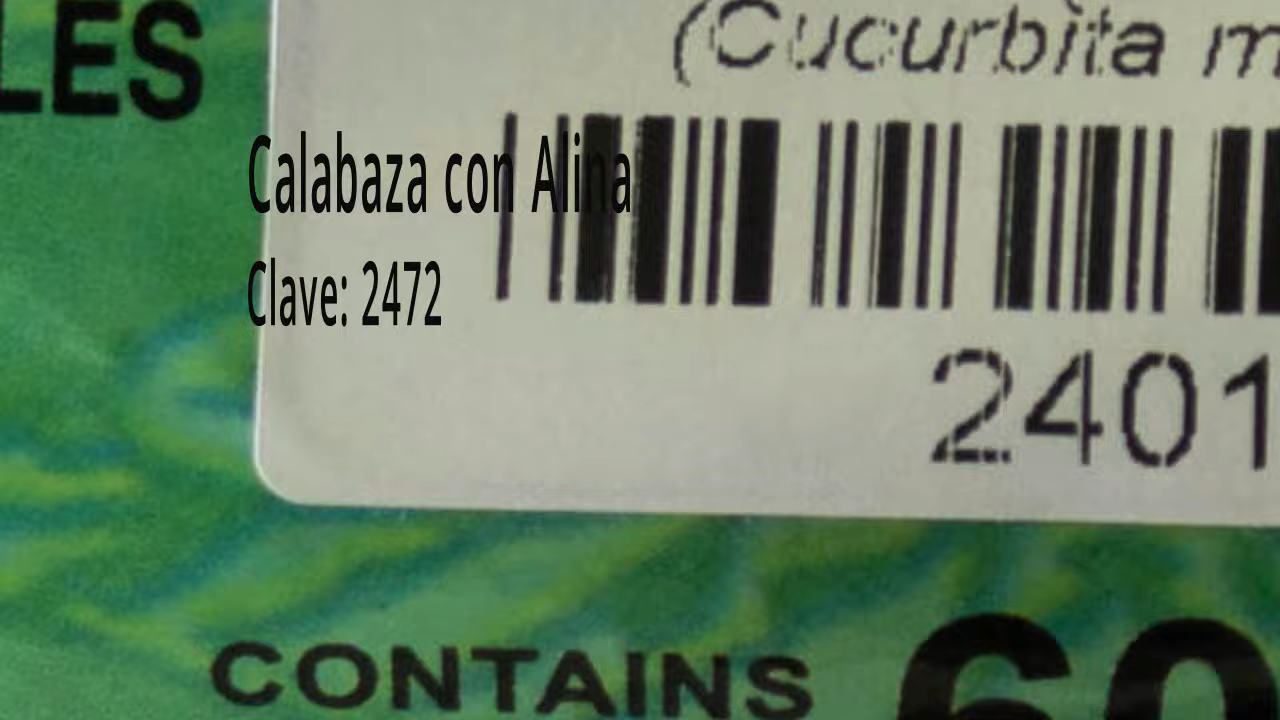 LES
(Cucurbita m
Calabaza con Alina
Clave: 2472
2401
CONTAINS 60